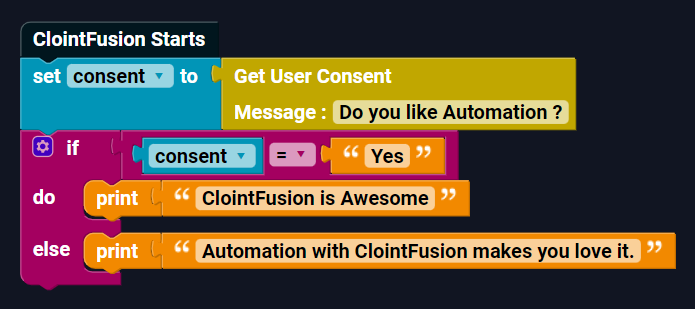 ClointFusion Starts
set consent to Get User Consent
Message : Do you like Automation ?
if consent = “ Yes ”
do print “ ClointFusion is Awesome ”
else print “ Automation with ClointFusion makes you love it. ”